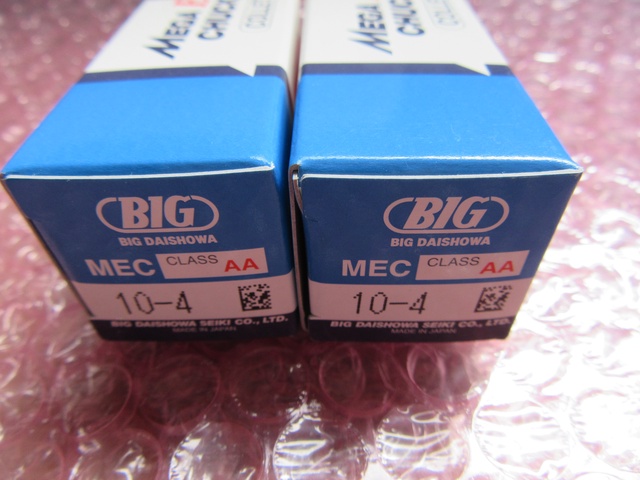 MEGA
CHUCK
COLLET
BIG
BIG DAISHOWA
MEC CLASS AA
10-4
BIG DAISHOWA SEIKI CO., LTD.
MADE IN JAPAN
MEGA
CHUCK
BIG
BIG DAISHOWA
MEC CLASS AA
10-4
BIG DAISHOWA SEIKI CO., LTD.
MADE IN JAPAN